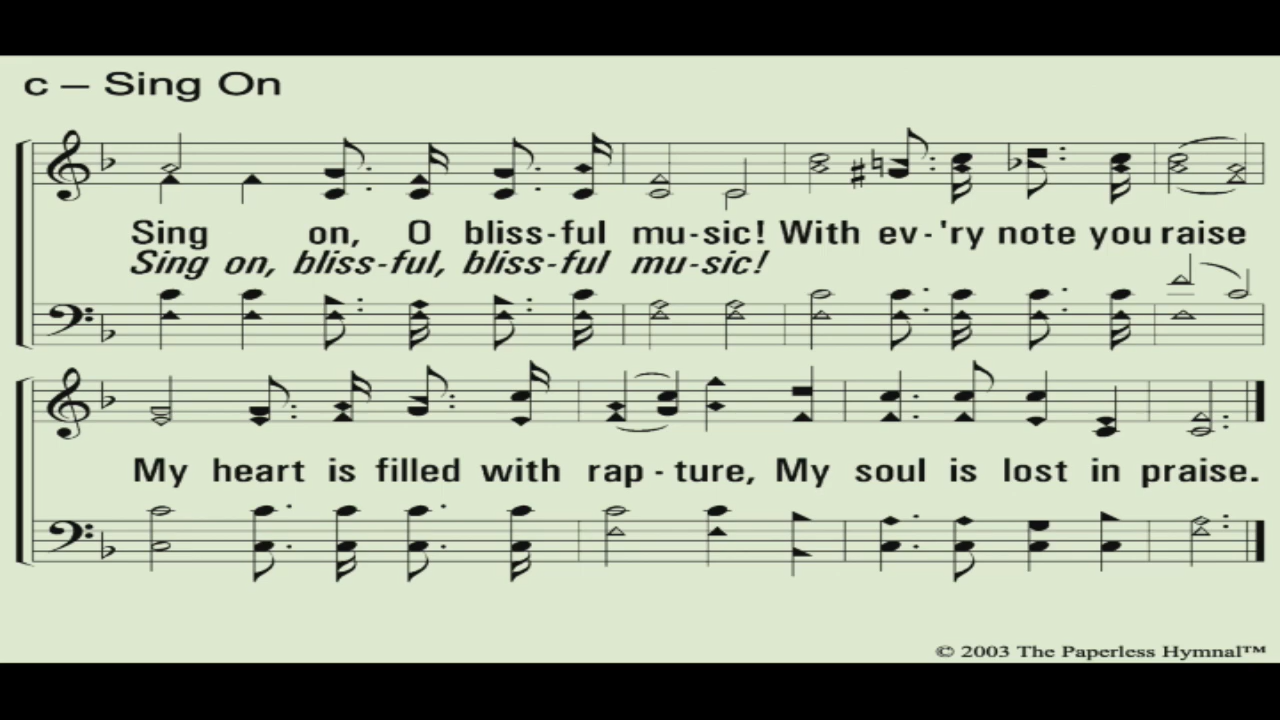 c – Sing On
Sing on, O bliss-ful mu-sic! With ev-'ry note you raise
Sing on, bliss-ful, bliss-ful mu-sic!
My heart is filled with rap-ture, My soul is lost in praise.
© 2003 The Paperless Hymnal™